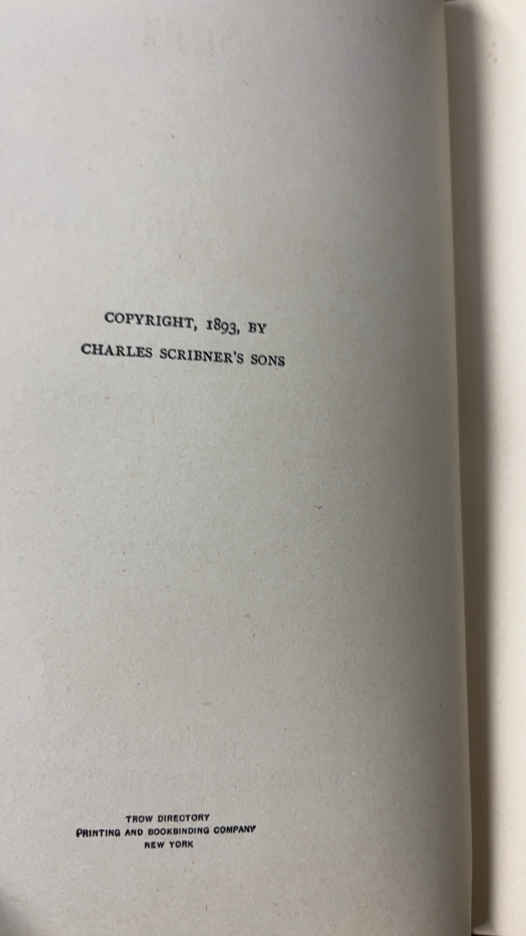 COPYRIGHT, 1893, BY
CHARLES SCRIBNER'S SONS
TROW DIRECTORY
PRINTING AND BOOKBINDING COMPANY
NEW YORK